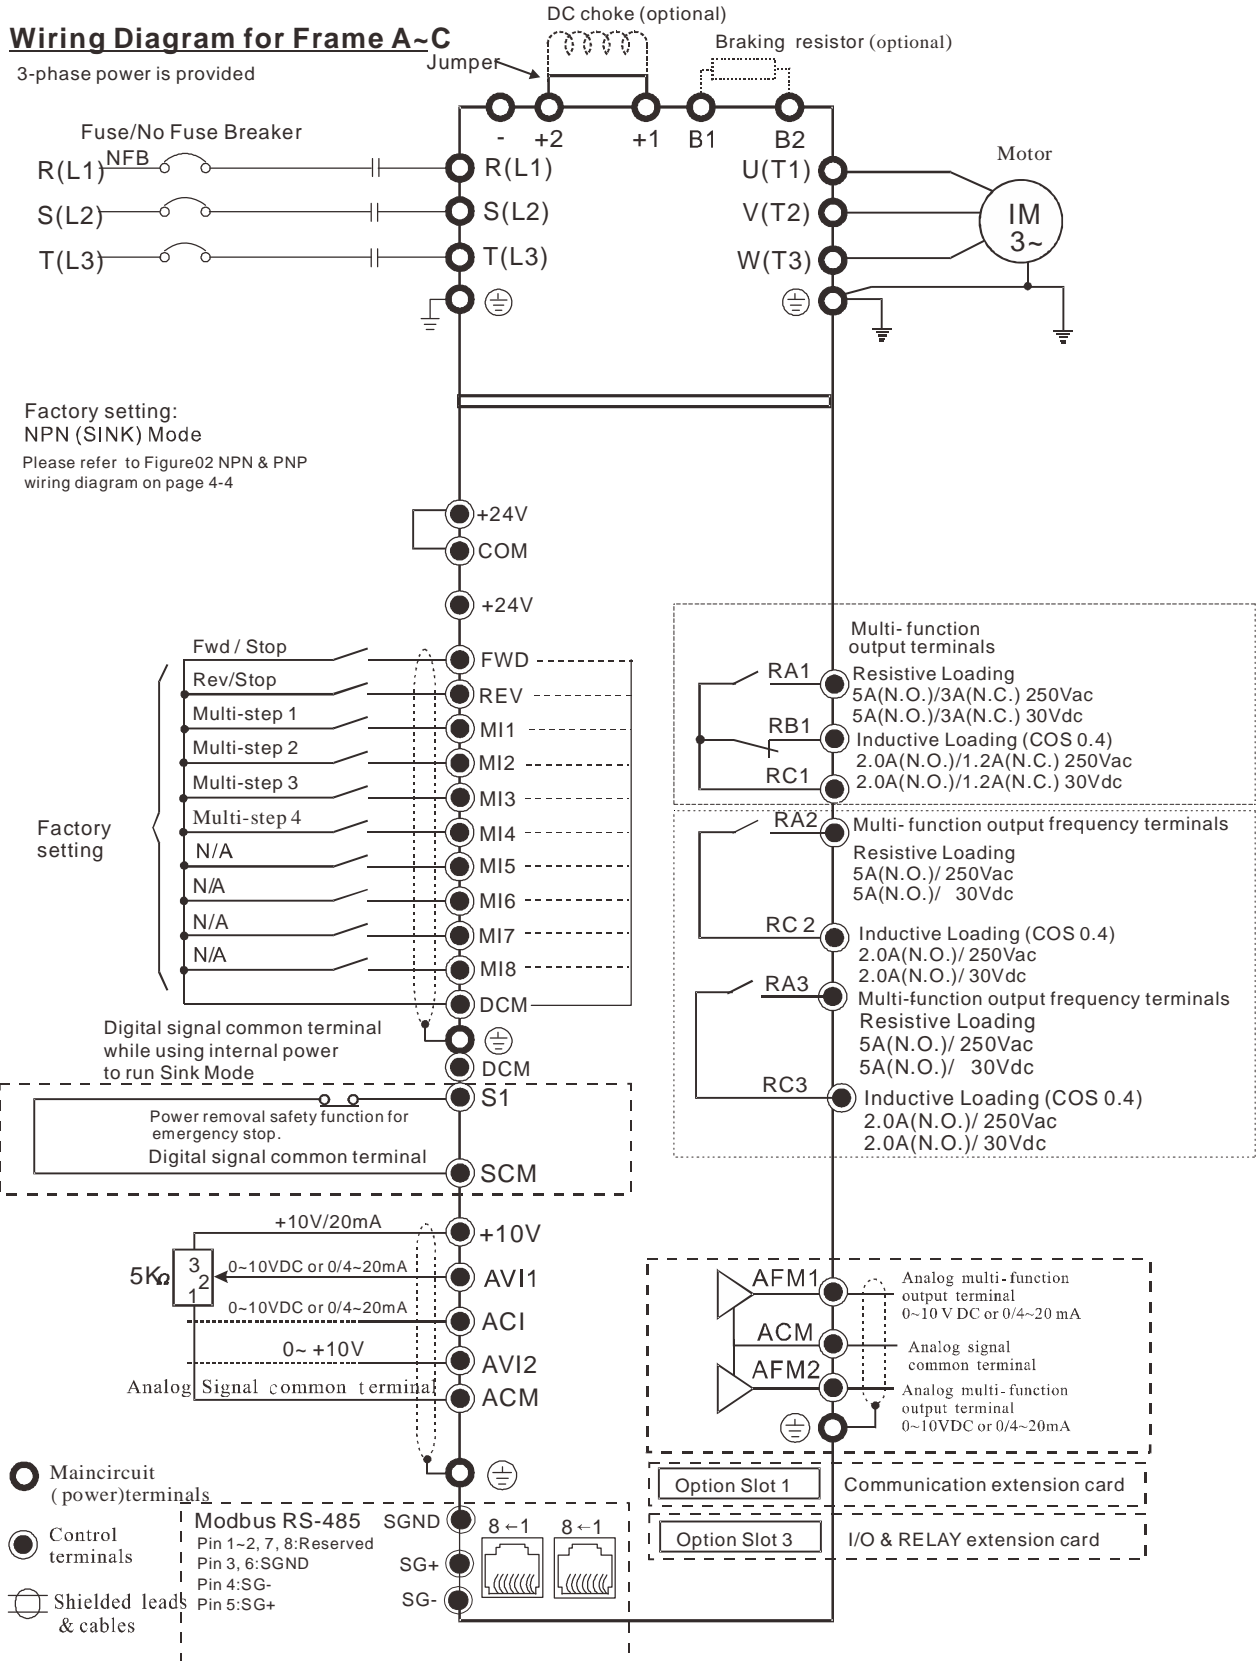 Wiring Diagram for Frame A~C
3-phase power is provided
DC choke (optional)
Jumper
Braking resistor (optional)
- +2 +1 B1 B2
Fuse/No Fuse Breaker
NFB
R(L1) R(L1)
S(L2) S(L2)
T(L3) T(L3)
U(T1)
V(T2)
W(T3)
Motor
IM
3~
Factory setting:
NPN (SINK) Mode
Please refer to Figure02 NPN & PNP
wiring diagram on page 4-4
+24V
COM
+24V
Fwd / Stop FWD
Rev/Stop REV
Multi-step 1 MI1
Multi-step 2 MI2
Multi-step 3 MI3
Multi-step 4 MI4
N/A MI5
N/A MI6
N/A MI7
N/A MI8
DCM
Factory
setting
Digital signal common terminal
while using internal power
to run Sink Mode
DCM
S1
Power removal safety function for
emergency stop.
Digital signal common terminal
SCM
+10V/20mA +10V
5KΩ
3
2
1
0~10VDC or 0/4~20mA AVI1
0~10VDC or 0/4~20mA ACI
0~ +10V AVI2
Analog Signal common terminal ACM
Multi-function
output terminals
RA1 Resistive Loading
5A(N.O.)/3A(N.C.) 250Vac
5A(N.O.)/3A(N.C.) 30Vdc
RB1 Inductive Loading (COS 0.4)
2.0A(N.O.)/1.2A(N.C.) 250Vac
RC1 2.0A(N.O.)/1.2A(N.C.) 30Vdc
RA2 Multi-function output frequency terminals
Resistive Loading
5A(N.O.)/ 250Vac
5A(N.O.)/ 30Vdc
RC 2 Inductive Loading (COS 0.4)
2.0A(N.O.)/ 250Vac
2.0A(N.O.)/ 30Vdc
RA3 Multi-function output frequency terminals
Resistive Loading
5A(N.O.)/ 250Vac
5A(N.O.)/ 30Vdc
RC3 Inductive Loading (COS 0.4)
2.0A(N.O.)/ 250Vac
2.0A(N.O.)/ 30Vdc
AFM1 Analog multi-function
output terminal
0~10 V DC or 0/4~20 mA
ACM Analog signal
common terminal
AFM2 Analog multi-function
output terminal
0~10VDC or 0/4~20mA
Option Slot 1 Communication extension card
Option Slot 3 I/O & RELAY extension card
Maincircuit
(power)terminals
Control
terminals
Shielded leads
& cables
Modbus RS-485
Pin 1~2, 7, 8:Reserved
Pin 3, 6:SGND
Pin 4:SG-
Pin 5:SG+
SGND
SG+
SG-
8←1 8←1